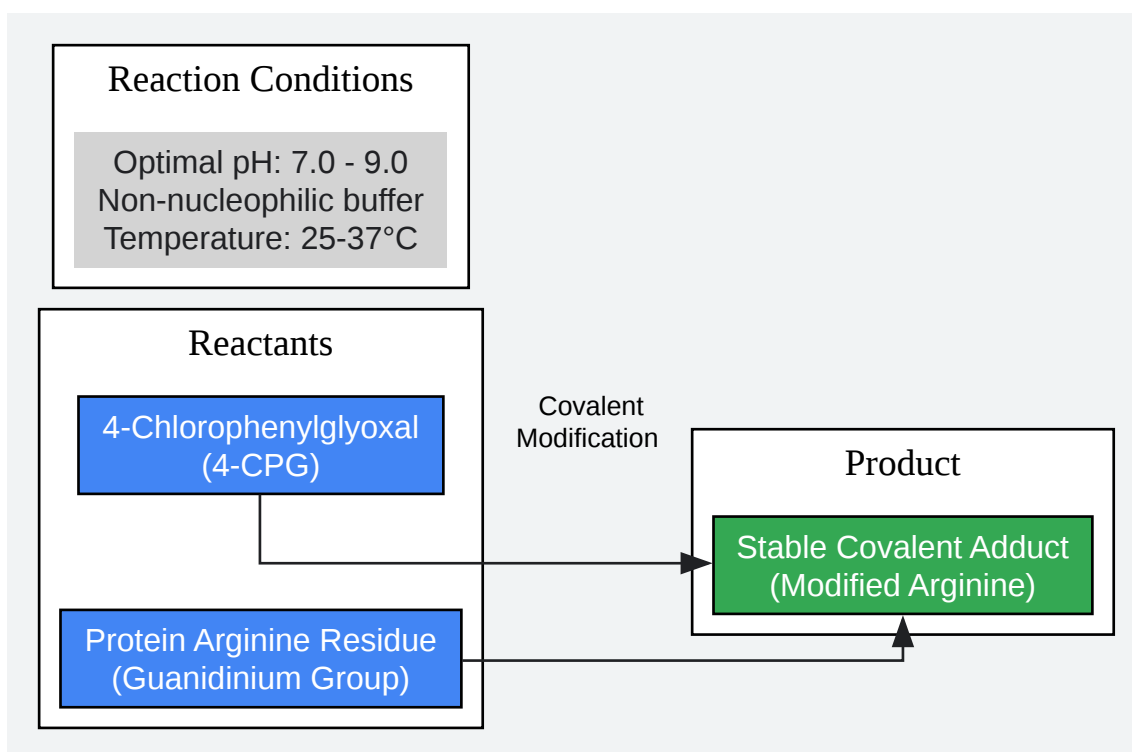 Reaction Conditions
Optimal pH: 7.0 - 9.0
Non-nucleophilic buffer
Temperature: 25-37°C
Reactants
4-Chlorophenylglyoxal
(4-CPG)
Protein Arginine Residue
(Guanidinium Group)
Covalent
Modification
Product
Stable Covalent Adduct
(Modified Arginine)